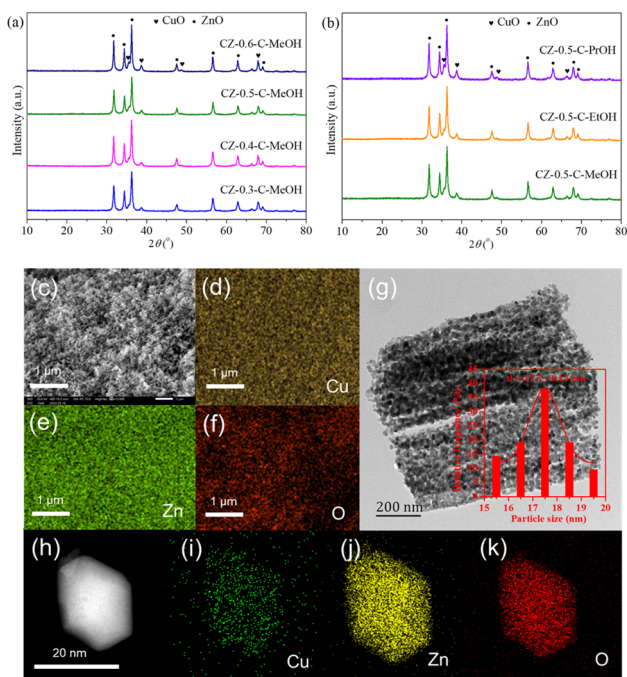 (a)
♥ CuO • ZnO
CZ-0.6-C-MeOH
CZ-0.5-C-MeOH
CZ-0.4-C-MeOH
CZ-0.3-C-MeOH
Intensity (a.u.)
10 20 30 40 50 60 70 80
2θ (°)
(b)
♥ CuO • ZnO
CZ-0.5-C-PrOH
CZ-0.5-C-EtOH
CZ-0.5-C-MeOH
Intensity (a.u.)
10 20 30 40 50 60 70 80
2θ (°)
(c)
1 μm
(d)
1 μm
Cu
(e)
1 μm
Zn
(f)
1 μm
O
(g)
200 nm
15 16 17 18 19 20
Particle size (nm)
(h)
20 nm
(i)
Cu
(j)
Zn
(k)
O